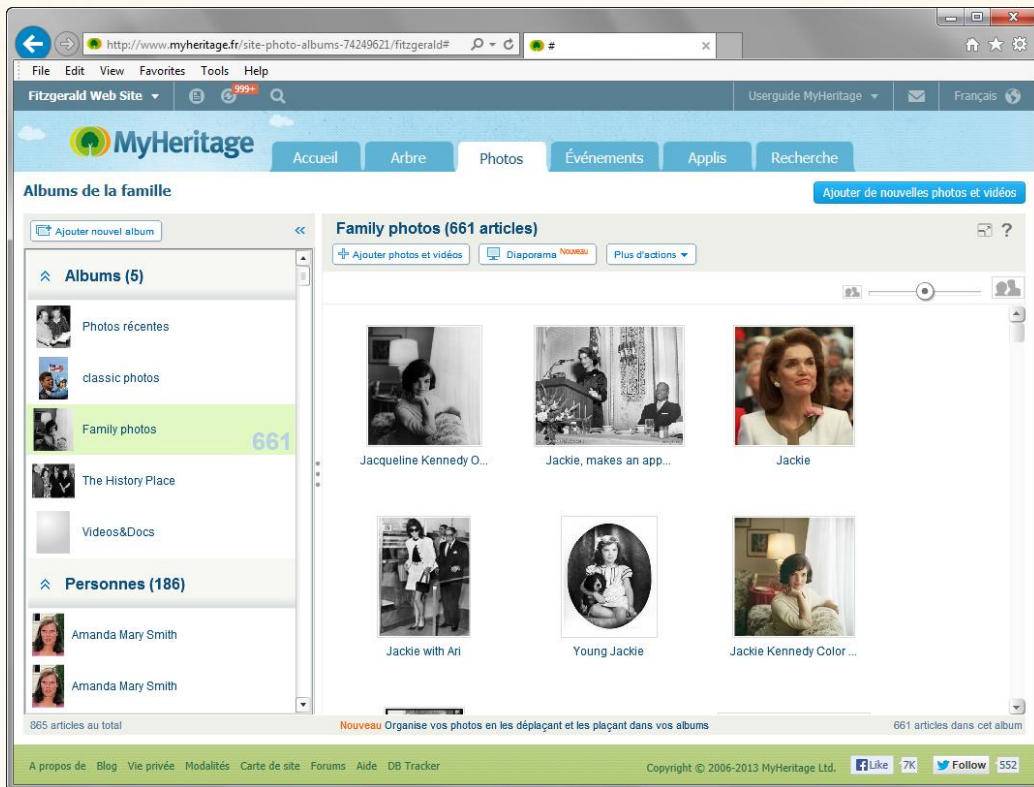 http://www.myheritage.fr/site-photo-albums-74249621/fitzgerald#
#
File Edit View Favorites Tools Help
Fitzgerald Web Site
999+
Userguide MyHeritage
Français
MyHeritage
Accueil
Arbre
Photos
Événements
Applis
Recherche
Albums de la famille
Ajouter de nouvelles photos et vidéos
Ajouter nouvel album
Albums (5)
Photos récentes
classic photos
Family photos
661
The History Place
Videos&Docs
Personnes (186)
Amanda Mary Smith
Amanda Mary Smith
865 articles au total
Family photos (661 articles)
?
Ajouter photos et vidéos
Diaporama Nouveau
Plus d'actions
Jacqueline Kennedy O...
Jackie, makes an app...
Jackie
Jackie with Ari
Young Jackie
Jackie Kennedy Color ...
Nouveau Organise vos photos en les déplaçant et les plaçant dans vos albums
661 articles dans cet album
A propos de Blog Vie privée Modalités Carte de site Forums Aide DB Tracker
Copyright © 2006-2013 MyHeritage Ltd.
Like 7K
Follow 552